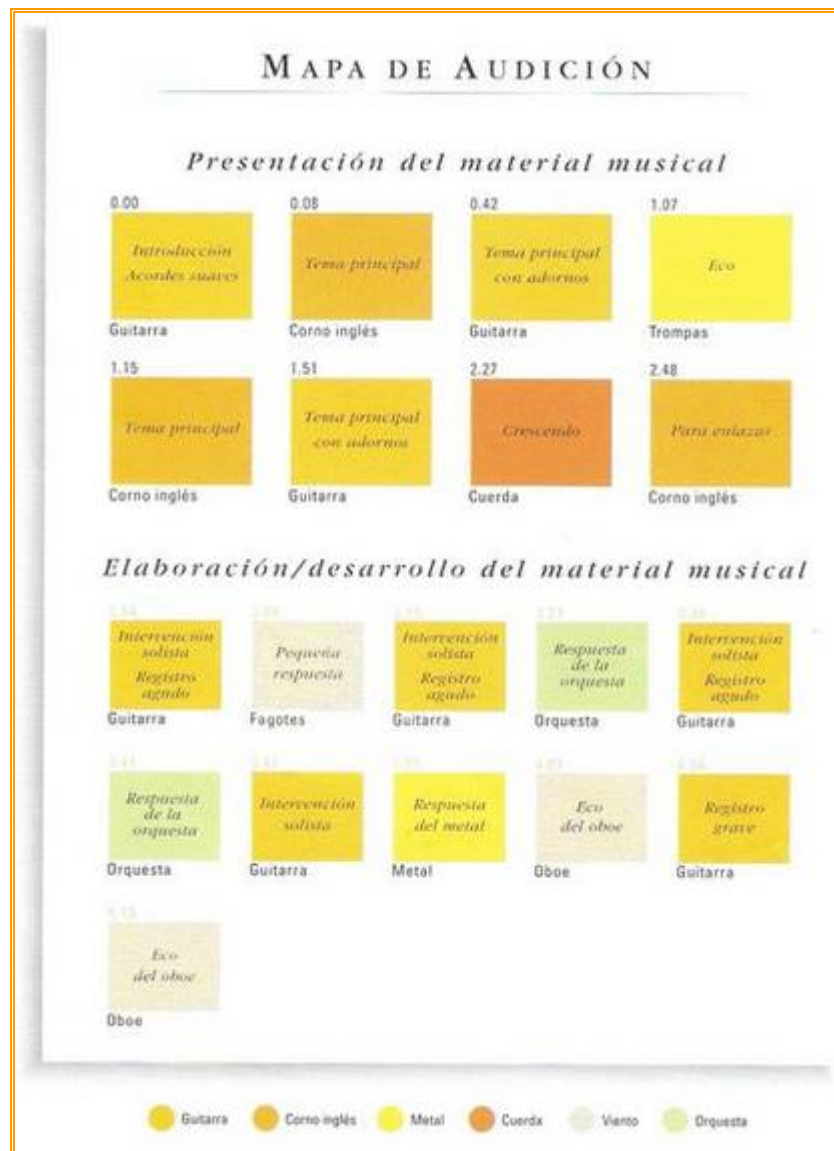 MAPA DE AUDICIÓN
Presentación del material musical
0.00 0.08 0.42 1.07
Introducción
Acordes suaves
Tema principal
Tema principal
con adornos
Eco
Guitarra Corno inglés Guitarra Trompas
1.15 1.51 2.27 2.48
Tema principal
Tema principal
con adornos
Crescendo
Para enlazar
Corno inglés Guitarra Cuerda Corno inglés
Elaboración/desarrollo del material musical
Intervención
solista
Registro
agudo
Pequeña
respuesta
Intervención
solista
Registro
agudo
Respuesta
de la
orquesta
Intervención
solista
Registro
agudo
Guitarra Fagotes Guitarra Orquesta Guitarra
Respuesta
de la
orquesta
Intervención
solista
Respuesta
del metal
Eco
del oboe
Registro
grave
Orquesta Guitarra Metal Oboe Guitarra
Eco
del oboe
Oboe
Guitarra Corno inglés Metal Cuerda Viento Orquesta